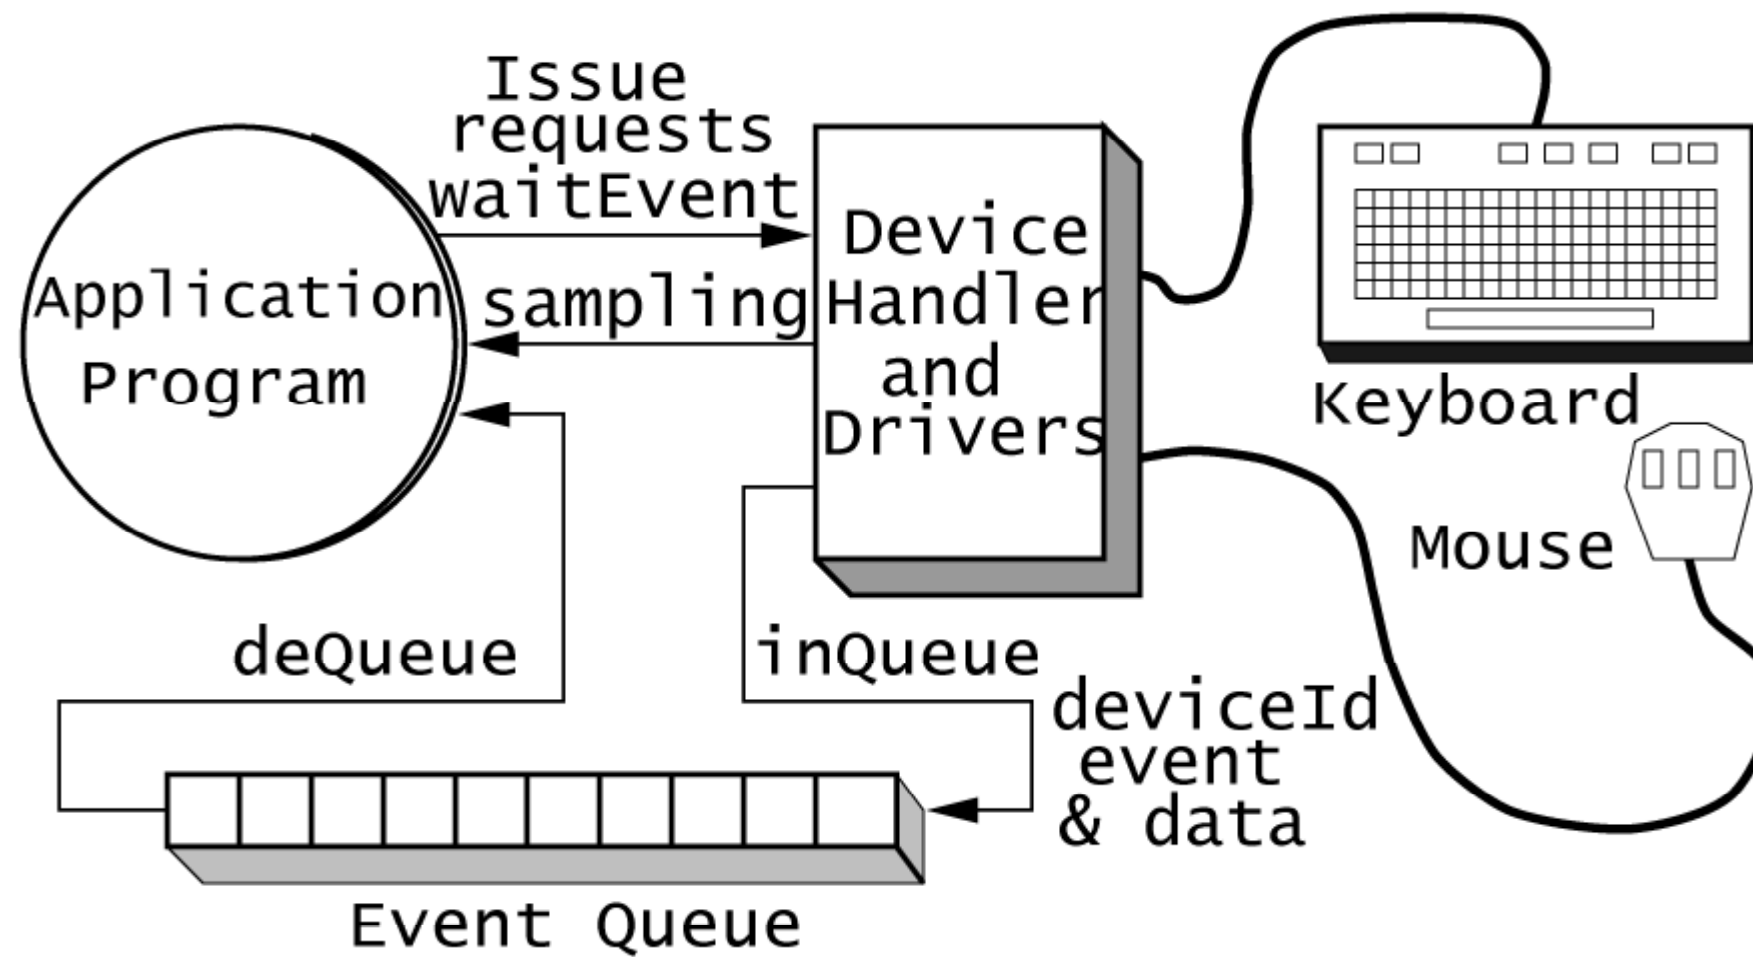 Issue
requests
waitEvent
Application
Program
sampling
Device
Handler
and
Drivers
Keyboard
Mouse
deQueue
inQueue
deviceId
event
& data
Event Queue